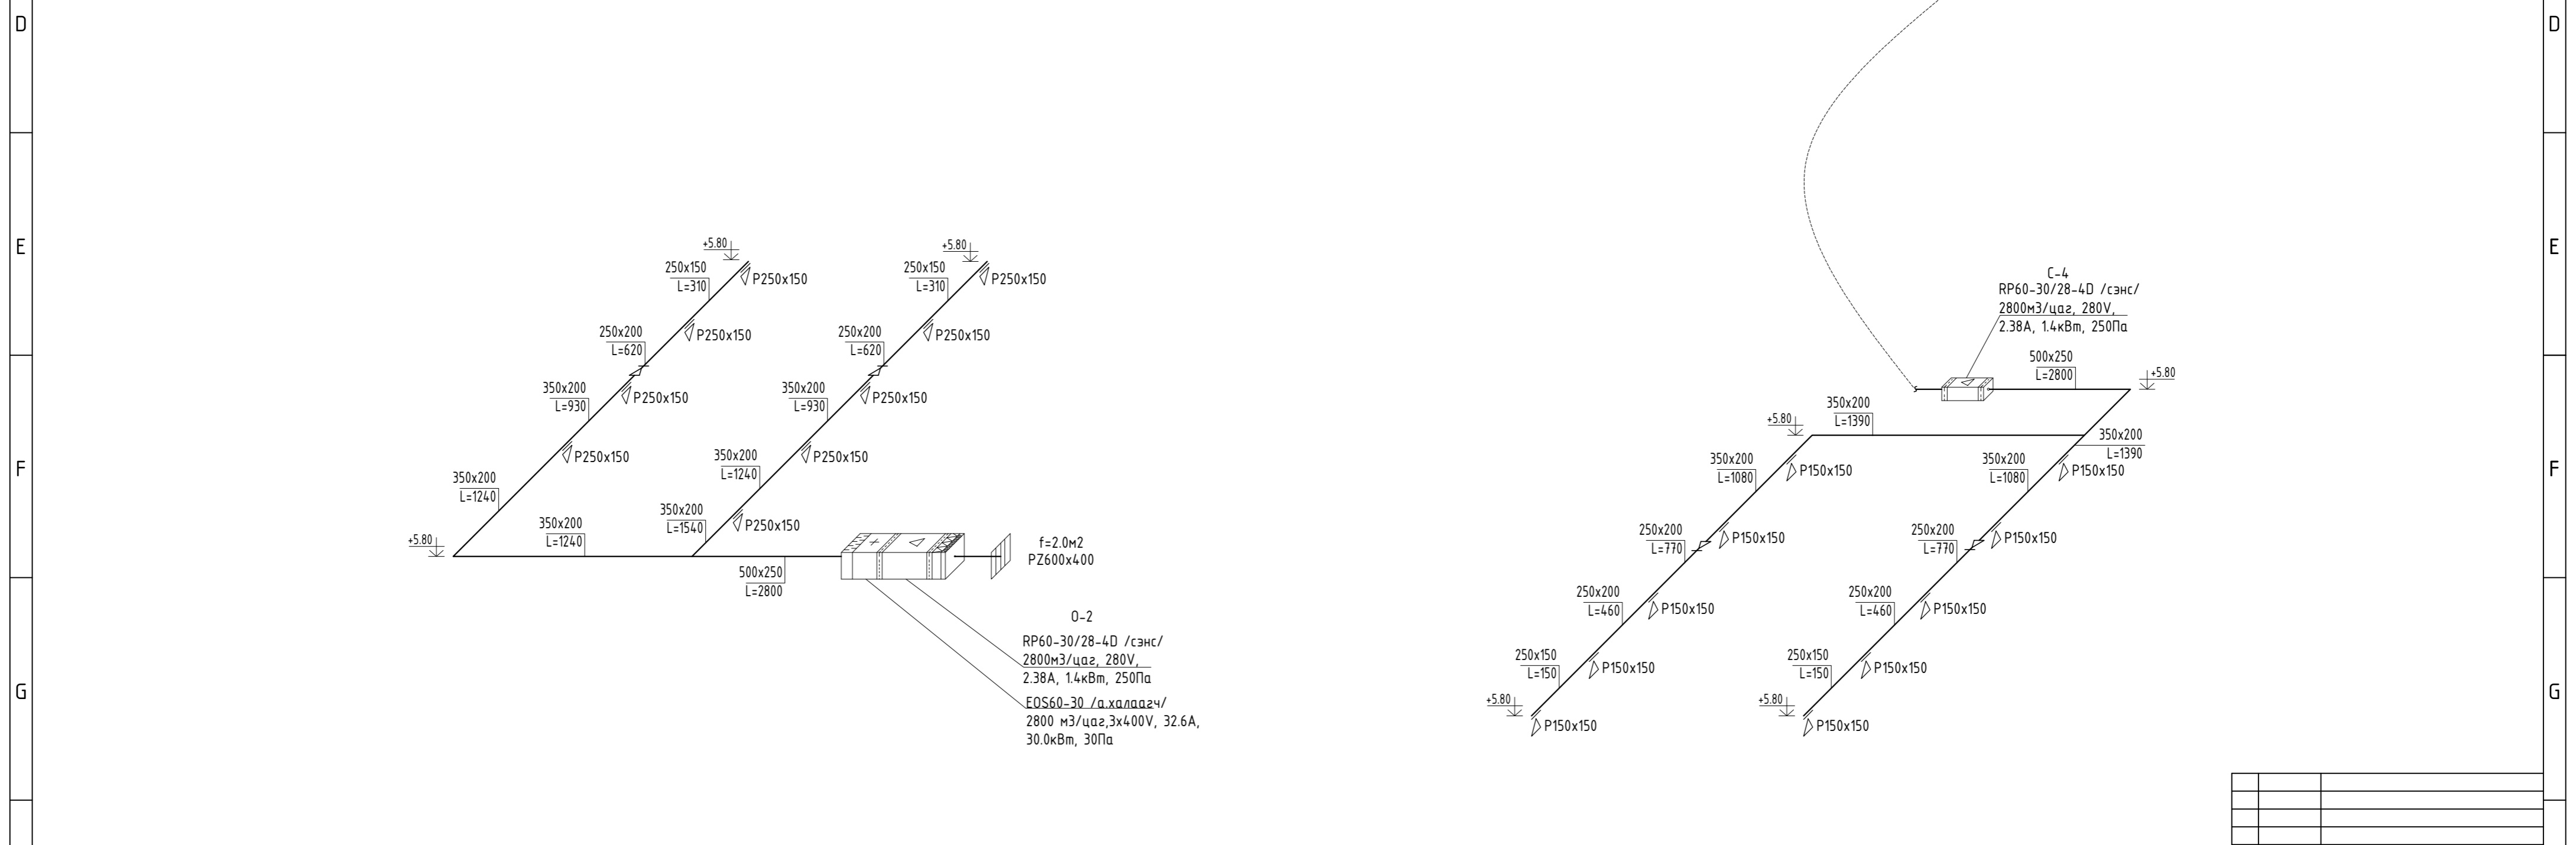 D
D
E
E
F
F
G
G
+5.80
250x150
L=310
P250x150
250x200
L=620
P250x150
350x200
L=930
P250x150
P250x150
350x200
L=1240
+5.80
350x200
L=1240
+5.80
250x150
L=310
P250x150
250x200
L=620
P250x150
350x200
L=930
P250x150
350x200
L=1240
P250x150
350x200
L=1540
P250x150
500x250
L=2800
f=2.0м2
PZ600x400
О-2
RP60-30/28-4D /сэнс/
2800м3/цаг, 280V,
2.38А, 1.4кВт, 250Па
EOS60-30 /а.халаагч/
2800 м3/цаг,3x400V, 32.6А,
30.0кВт, 30Па
С-4
RP60-30/28-4D /сэнс/
2800м3/цаг, 280V,
2.38А, 1.4кВт, 250Па
500x250
L=2800
+5.80
350x200
L=1390
+5.80
350x200
L=1390
350x200
L=1080
P150x150
250x200
L=770
P150x150
250x200
L=460
P150x150
250x150
L=150
P150x150
+5.80
P150x150
350x200
L=1080
P150x150
250x200
L=770
P150x150
250x200
L=460
P150x150
250x150
L=150
P150x150
+5.80
P150x150